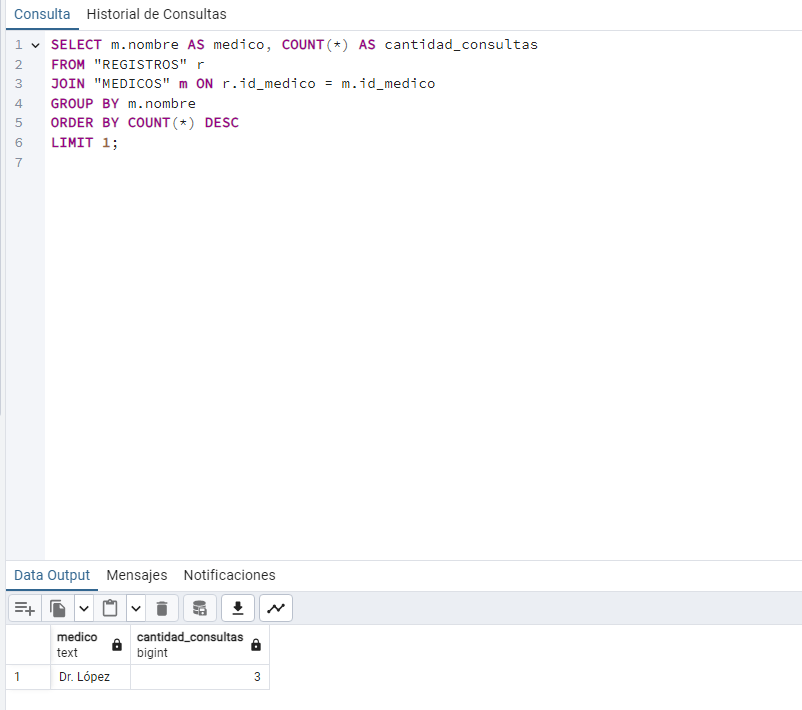 Consulta Historial de Consultas
1 SELECT m.nombre AS medico, COUNT(*) AS cantidad_consultas
2 FROM "REGISTROS" r
3 JOIN "MEDICOS" m ON r.id_medico = m.id_medico
4 GROUP BY m.nombre
5 ORDER BY COUNT(*) DESC
6 LIMIT 1;
7
Data Output Mensajes Notificaciones
medico cantidad_consultas
text bigint
1 Dr. López 3